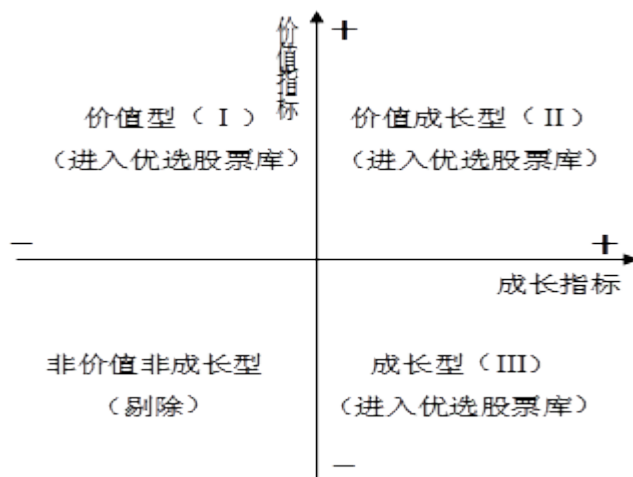 价值指标
+
价值型（I）
（进入优选股票库）
价值成长型（II）
（进入优选股票库）
—
+
成长指标
非价值非成长型
（剔除）
成长型（III）
（进入优选股票库）
—